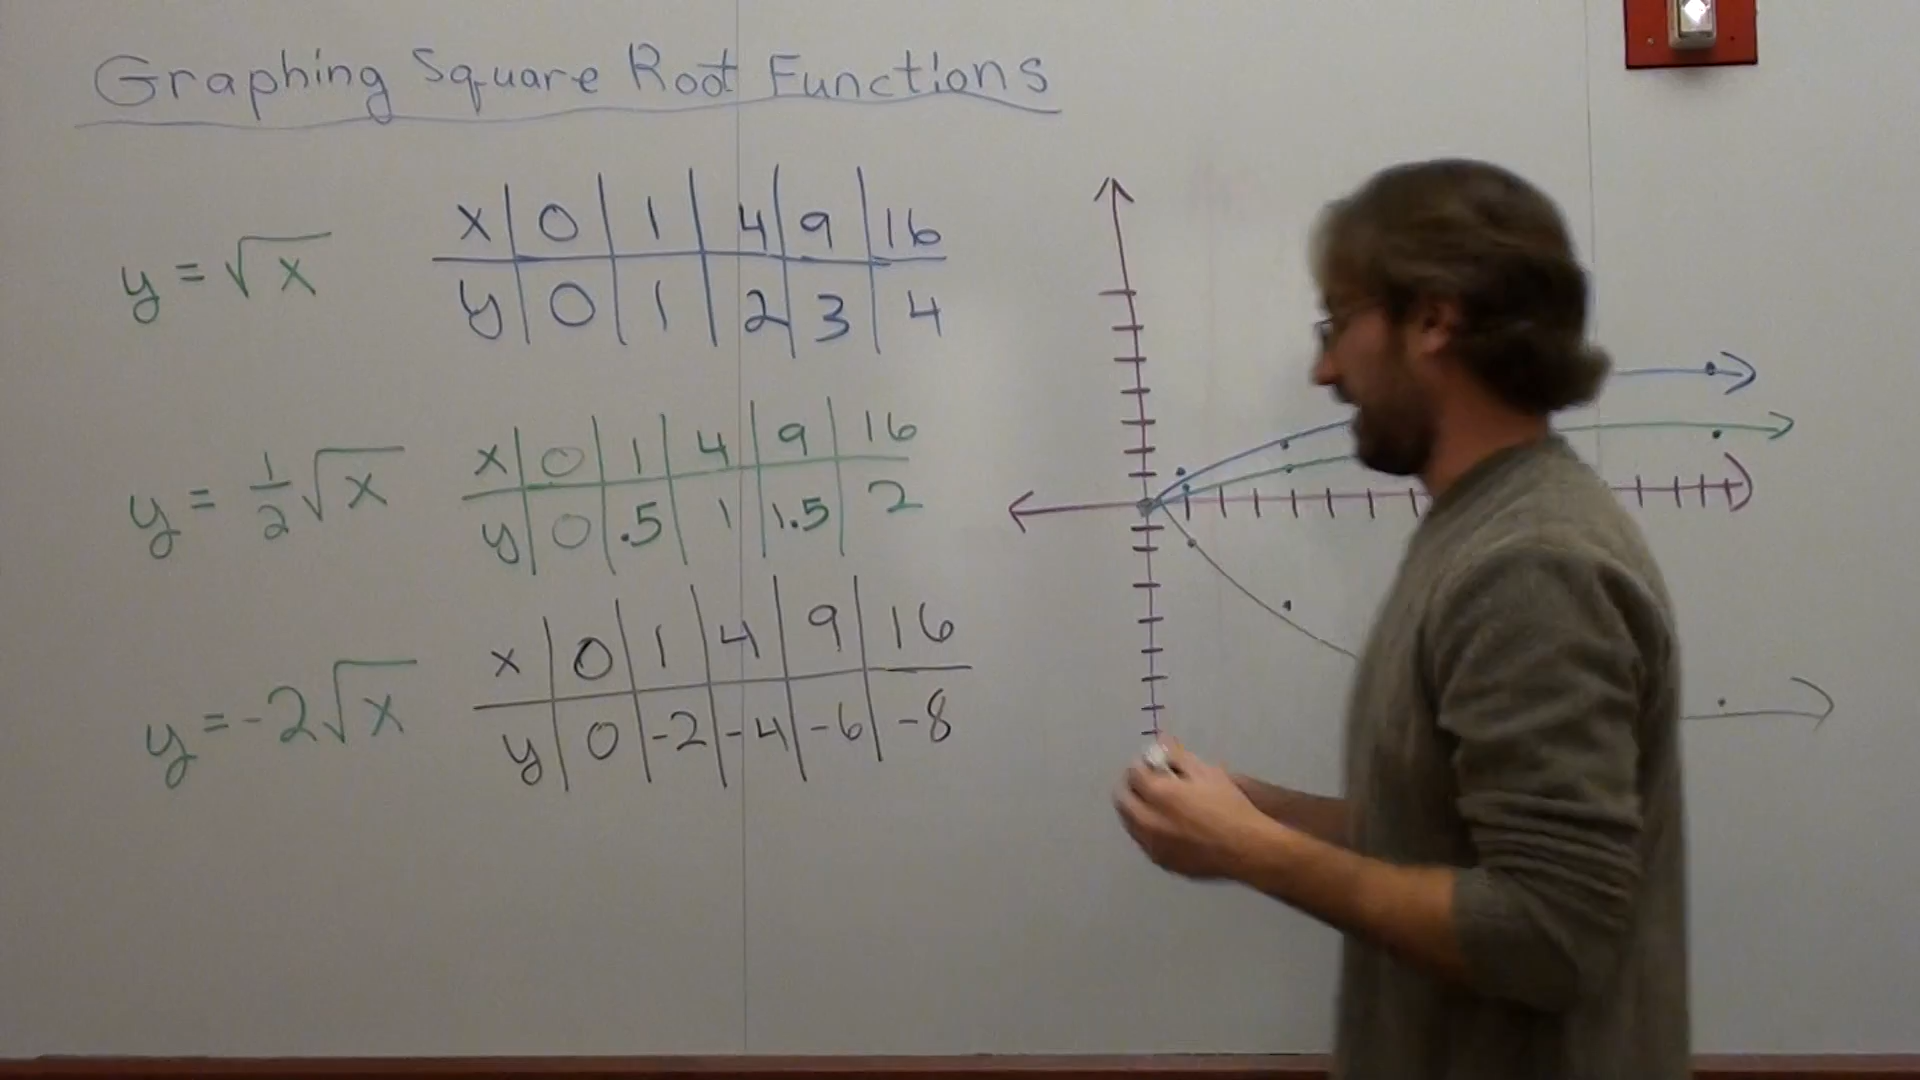 Graphing Square Root Functions
y = √x
x | 0 | 1 | 4 | 9 | 16
y | 0 | 1 | 2 | 3 | 4
y = 1/2 √x
x | 0 | 1 | 4 | 9 | 16
y | 0 | .5 | 1 | 1.5 | 2
y = -2√x
x | 0 | 1 | 4 | 9 | 16
y | 0 | -2 | -4 | -6 | -8